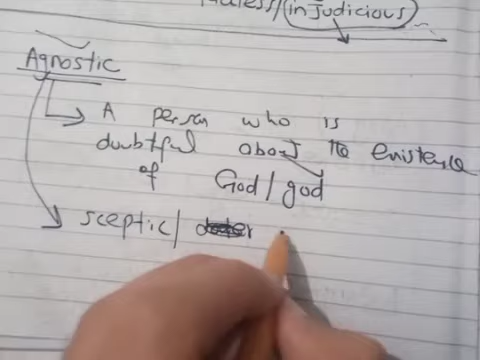 injudicious
Agnostic
A person who is
doubtful about the existence
of God/god
sceptic/